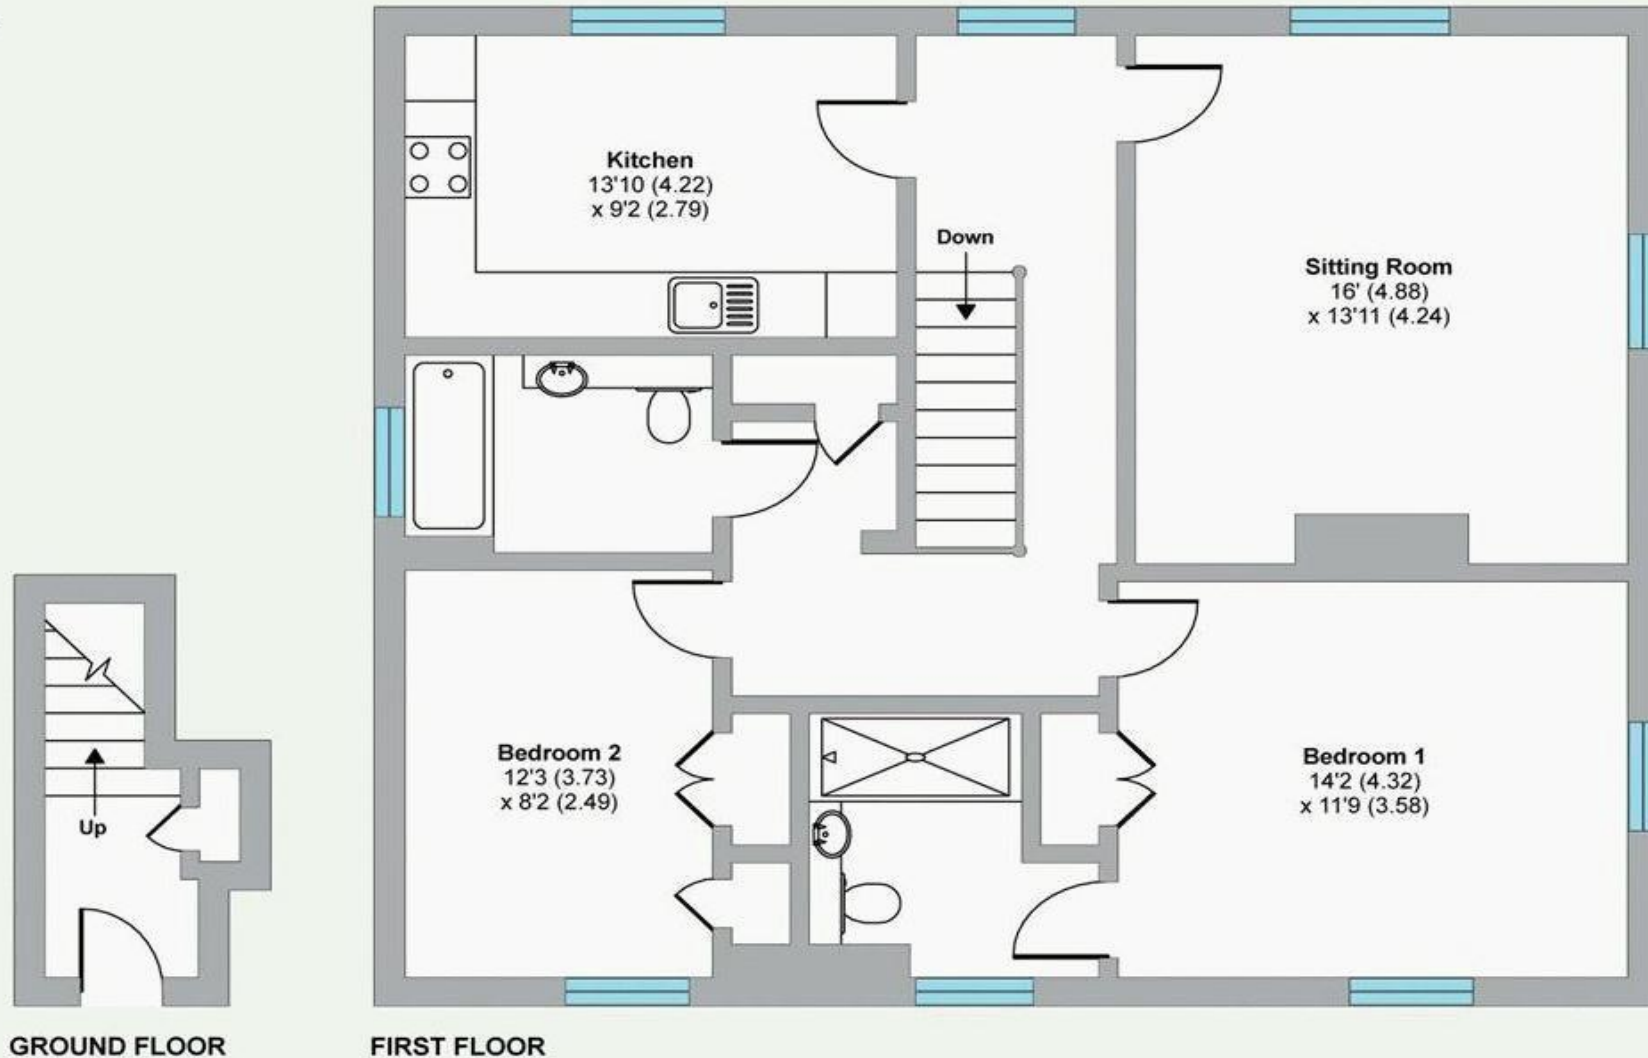 Kitchen
13'10 (4.22)
x 9'2 (2.79)
Down
Sitting Room
16' (4.88)
x 13'11 (4.24)
Bedroom 2
12'3 (3.73)
x 8'2 (2.49)
Bedroom 1
14'2 (4.32)
x 11'9 (3.58)
Up
GROUND FLOOR
FIRST FLOOR